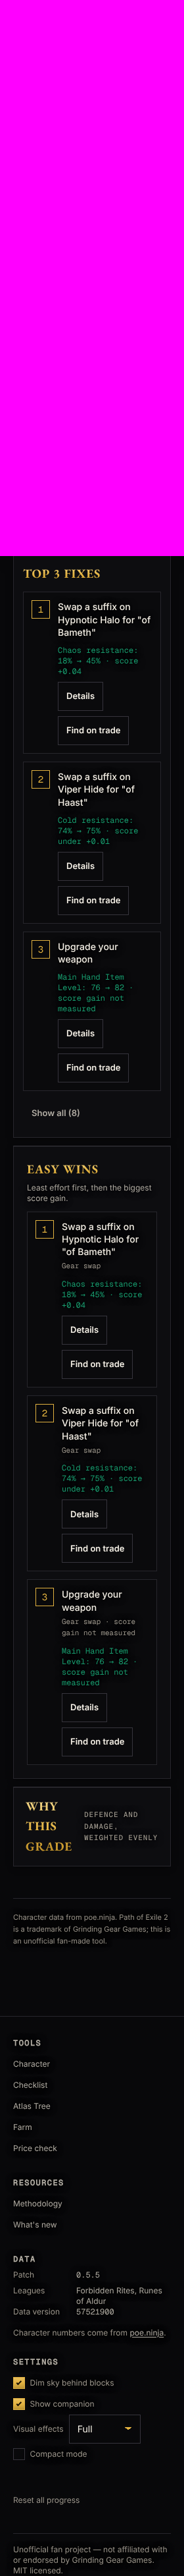 TOP 3 FIXES
1
Swap a suffix on
Hypnotic Halo for "of
Bameth"
Chaos resistance:
18% → 45% · score
+0.04
Details
Find on trade
2
Swap a suffix on
Viper Hide for "of
Haast"
Cold resistance:
74% → 75% · score
under +0.01
Details
Find on trade
3
Upgrade your
weapon
Main Hand Item
Level: 76 → 82 ·
score gain not
measured
Details
Find on trade
Show all (8)
EASY WINS
Least effort first, then the biggest
score gain.
1
Swap a suffix on
Hypnotic Halo for
"of Bameth"
Gear swap
Chaos resistance:
18% → 45% · score
+0.04
Details
Find on trade
2
Swap a suffix on
Viper Hide for "of
Haast"
Gear swap
Cold resistance:
74% → 75% · score
under +0.01
Details
Find on trade
3
Upgrade your
weapon
Gear swap · score
gain not measured
Main Hand Item
Level: 76 → 82 ·
score gain not
measured
Details
Find on trade
WHY
THIS
GRADE
DEFENCE AND
DAMAGE,
WEIGHTED EVENLY
Character data from poe.ninja. Path of Exile 2
is a trademark of Grinding Gear Games; this is
an unofficial fan-made tool.
TOOLS
Character
Checklist
Atlas Tree
Farm
Price check
RESOURCES
Methodology
What's new
DATA
Patch 0.5.5
Leagues Forbidden Rites, Runes
of Aldur
Data version 57521900
Character numbers come from poe.ninja.
SETTINGS
Dim sky behind blocks
Show companion
Visual effects Full
Compact mode
Reset all progress
Unofficial fan project — not affiliated with
or endorsed by Grinding Gear Games.
MIT licensed.